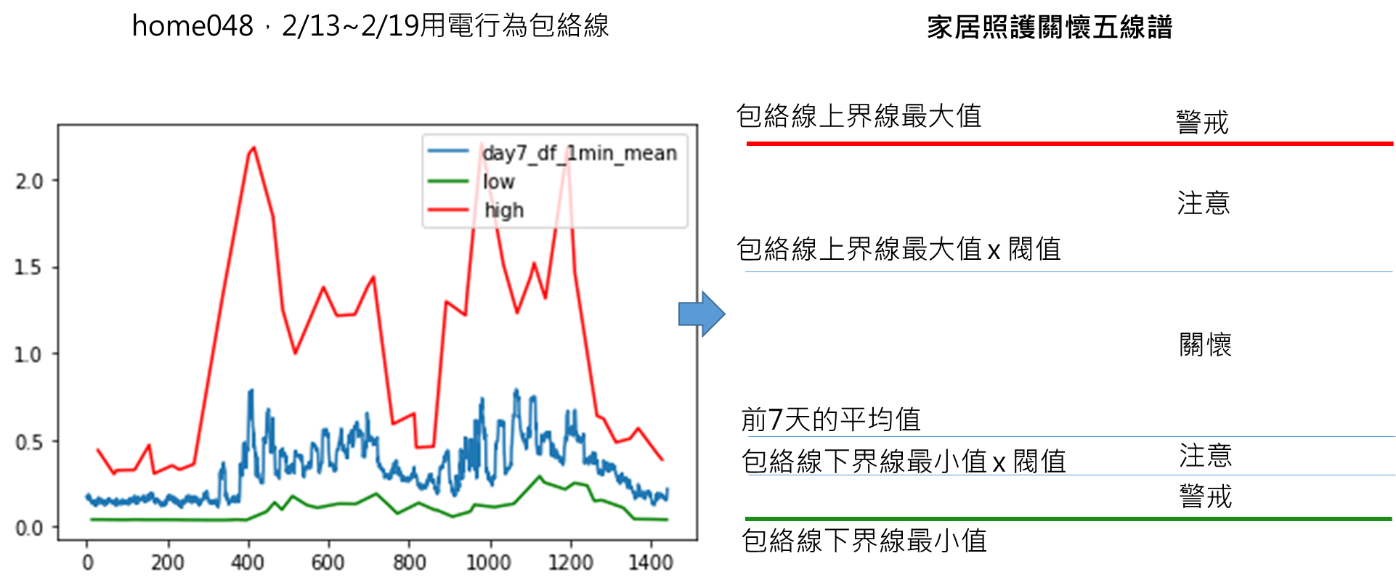 home048，2/13~2/19用電行為包絡線
day7_df_1min_mean
low
high
2.0
1.5
1.0
0.5
0.0
0
200
400
600
800
1000
1200
1400
家居照護關懷五線譜
包絡線上界線最大值
警戒
注意
包絡線上界線最大值 x 閥值
關懷
前7天的平均值
注意
包絡線下界線最小值 x 閥值
警戒
包絡線下界線最小值